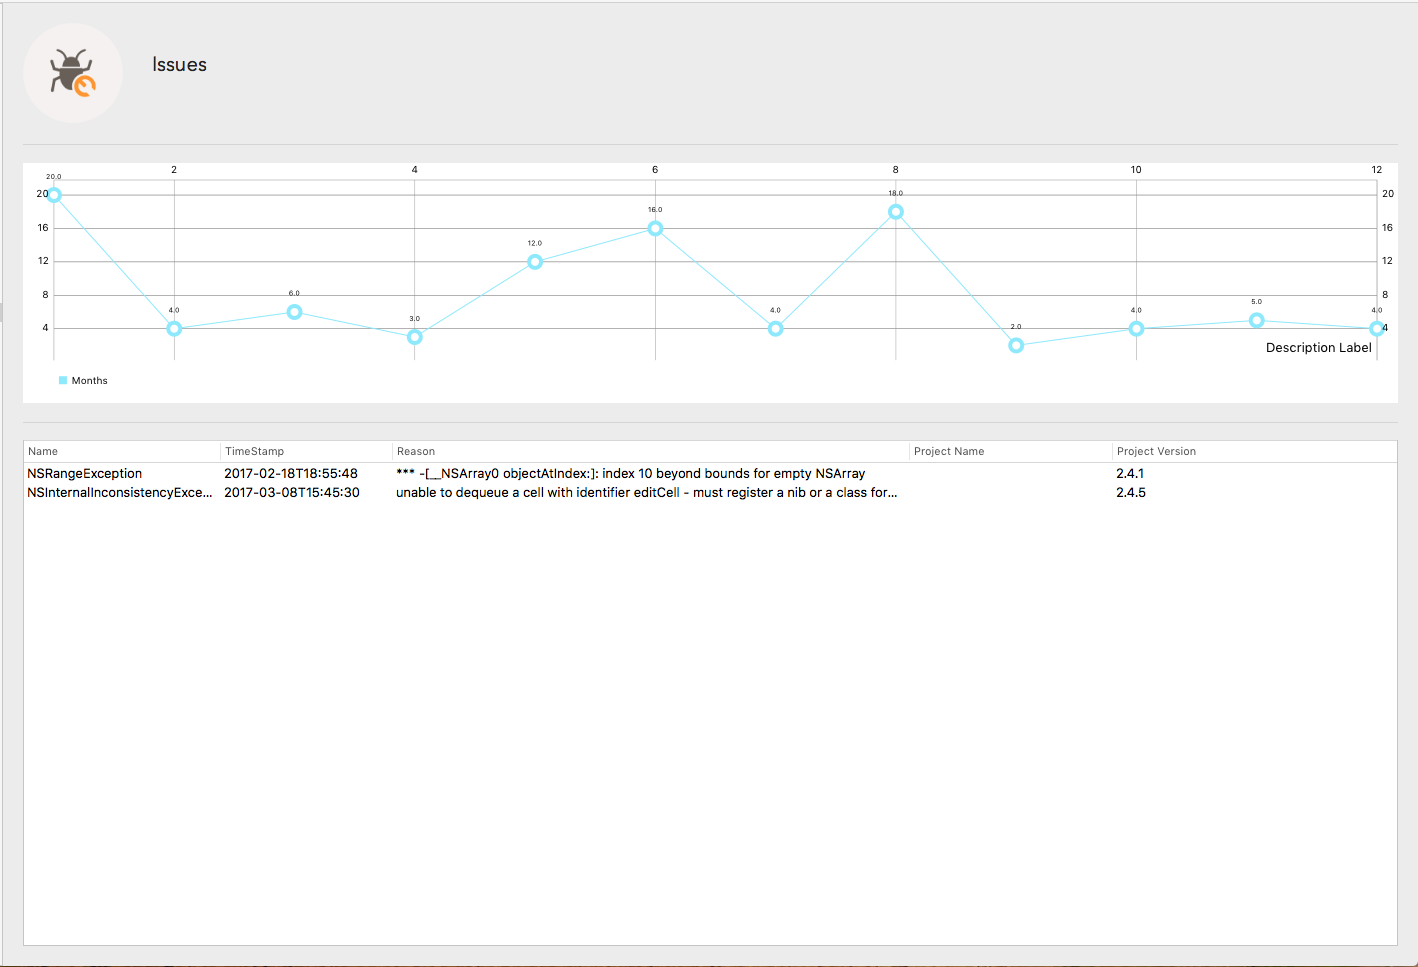 Issues
2 4 6 8 10 12
20.0
20 18.0 20
16.0
16 16
12.0
12 12
6.0 5.0
8 8
4.0 3.0 4.0 2.0 4.0 4.0
4 4
Description Label
Months
Name TimeStamp Reason Project Name Project Version
NSRangeException 2017-02-18T18:55:48 *** -[__NSArray0 objectAtIndex:]: index 10 beyond bounds for empty NSArray 2.4.1
NSInternalInconsistencyExce... 2017-03-08T15:45:30 unable to dequeue a cell with identifier editCell - must register a nib or a class for... 2.4.5